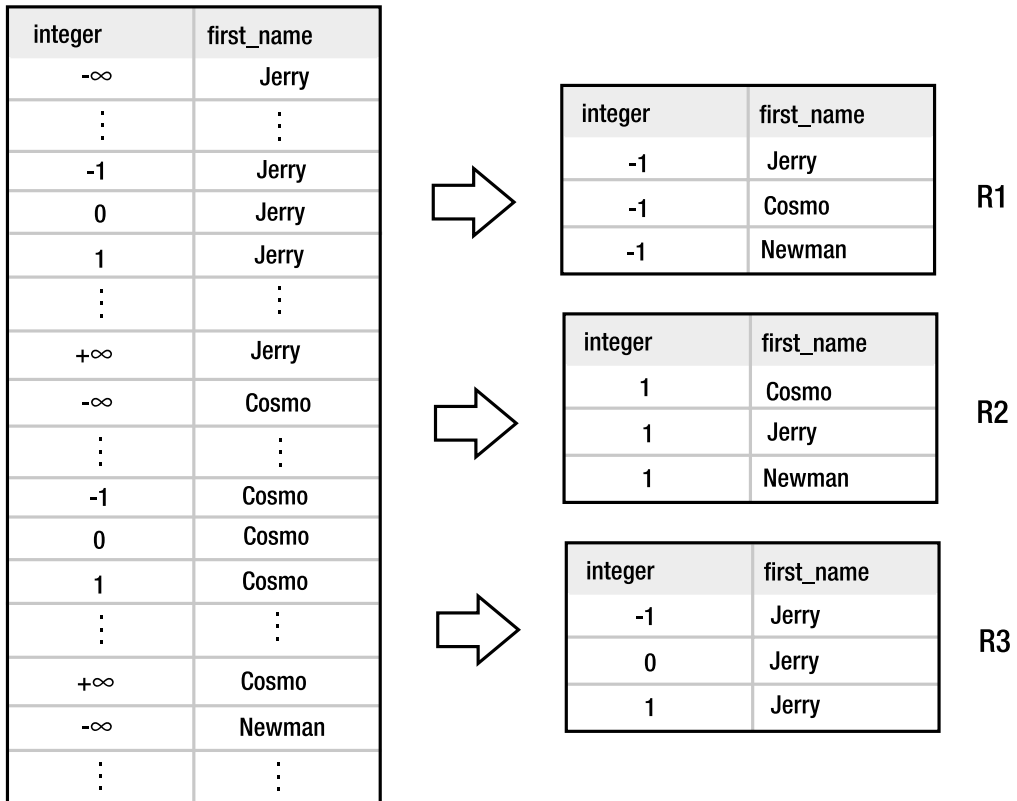 integer first_name
-∞ Jerry
⋮ ⋮
-1 Jerry
0 Jerry
1 Jerry
⋮ ⋮
+∞ Jerry
-∞ Cosmo
⋮ ⋮
-1 Cosmo
0 Cosmo
1 Cosmo
⋮ ⋮
+∞ Cosmo
-∞ Newman
⋮ ⋮
integer first_name
-1 Jerry
-1 Cosmo
-1 Newman
R1
integer first_name
1 Cosmo
1 Jerry
1 Newman
R2
integer first_name
-1 Jerry
0 Jerry
1 Jerry
R3